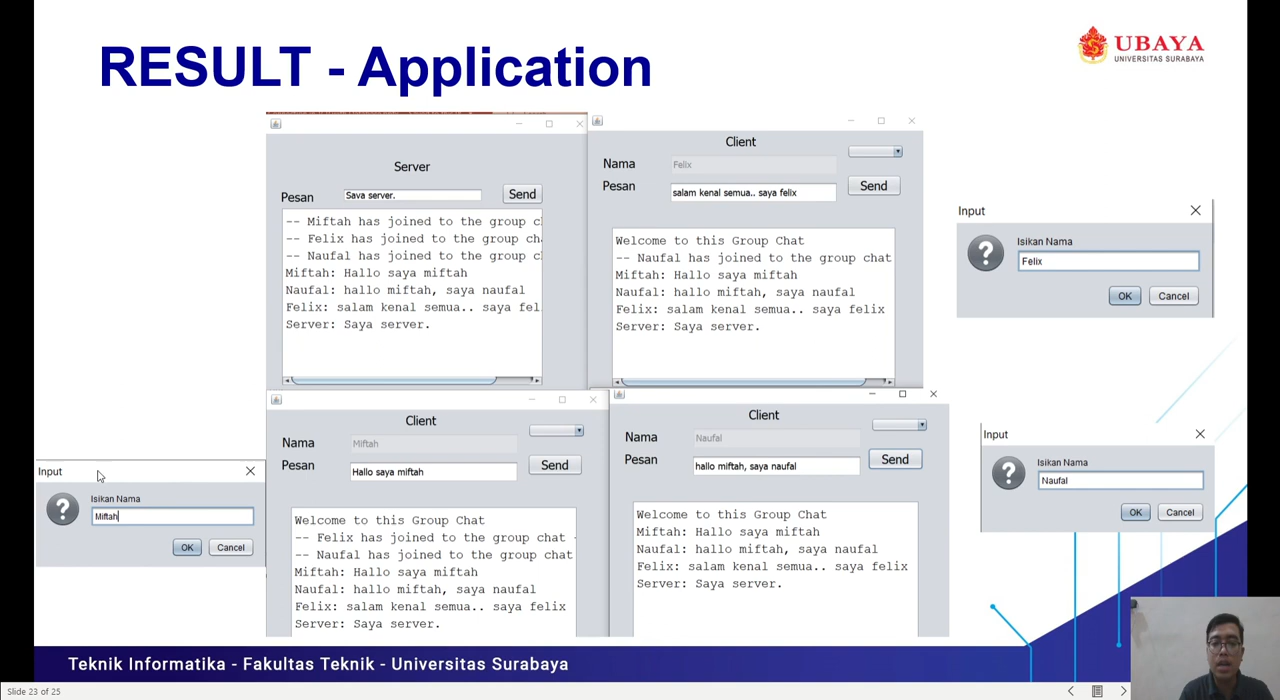 RESULT - Application
UBAYA
UNIVERSITAS SURABAYA
Server
Pesan
Saya server.
Send
-- Miftah has joined to the group c
-- Felix has joined to the group ch
-- Naufal has joined to the group c
Miftah: Hallo saya miftah
Naufal: hallo miftah, saya naufal
Felix: salam kenal semua.. saya fel
Server: Saya server.
Client
Nama
Felix
Pesan
salam kenal semua.. saya felix
Send
Welcome to this Group Chat
-- Naufal has joined to the group chat
Miftah: Hallo saya miftah
Naufal: hallo miftah, saya naufal
Felix: salam kenal semua.. saya felix
Server: Saya server.
Input
Isikan Nama
Felix
OK
Cancel
Input
Isikan Nama
Miftah
OK
Cancel
Client
Nama
Miftah
Pesan
Hallo saya miftah
Send
Welcome to this Group Chat
-- Felix has joined to the group chat -
-- Naufal has joined to the group chat
Miftah: Hallo saya miftah
Naufal: hallo miftah, saya naufal
Felix: salam kenal semua.. saya felix
Server: Saya server.
Client
Nama
Naufal
Pesan
hallo miftah, saya naufal
Send
Welcome to this Group Chat
Miftah: Hallo saya miftah
Naufal: hallo miftah, saya naufal
Felix: salam kenal semua.. saya felix
Server: Saya server.
Input
Isikan Nama
Naufal
OK
Cancel
Teknik Informatika - Fakultas Teknik - Universitas Surabaya
Slide 23 of 25